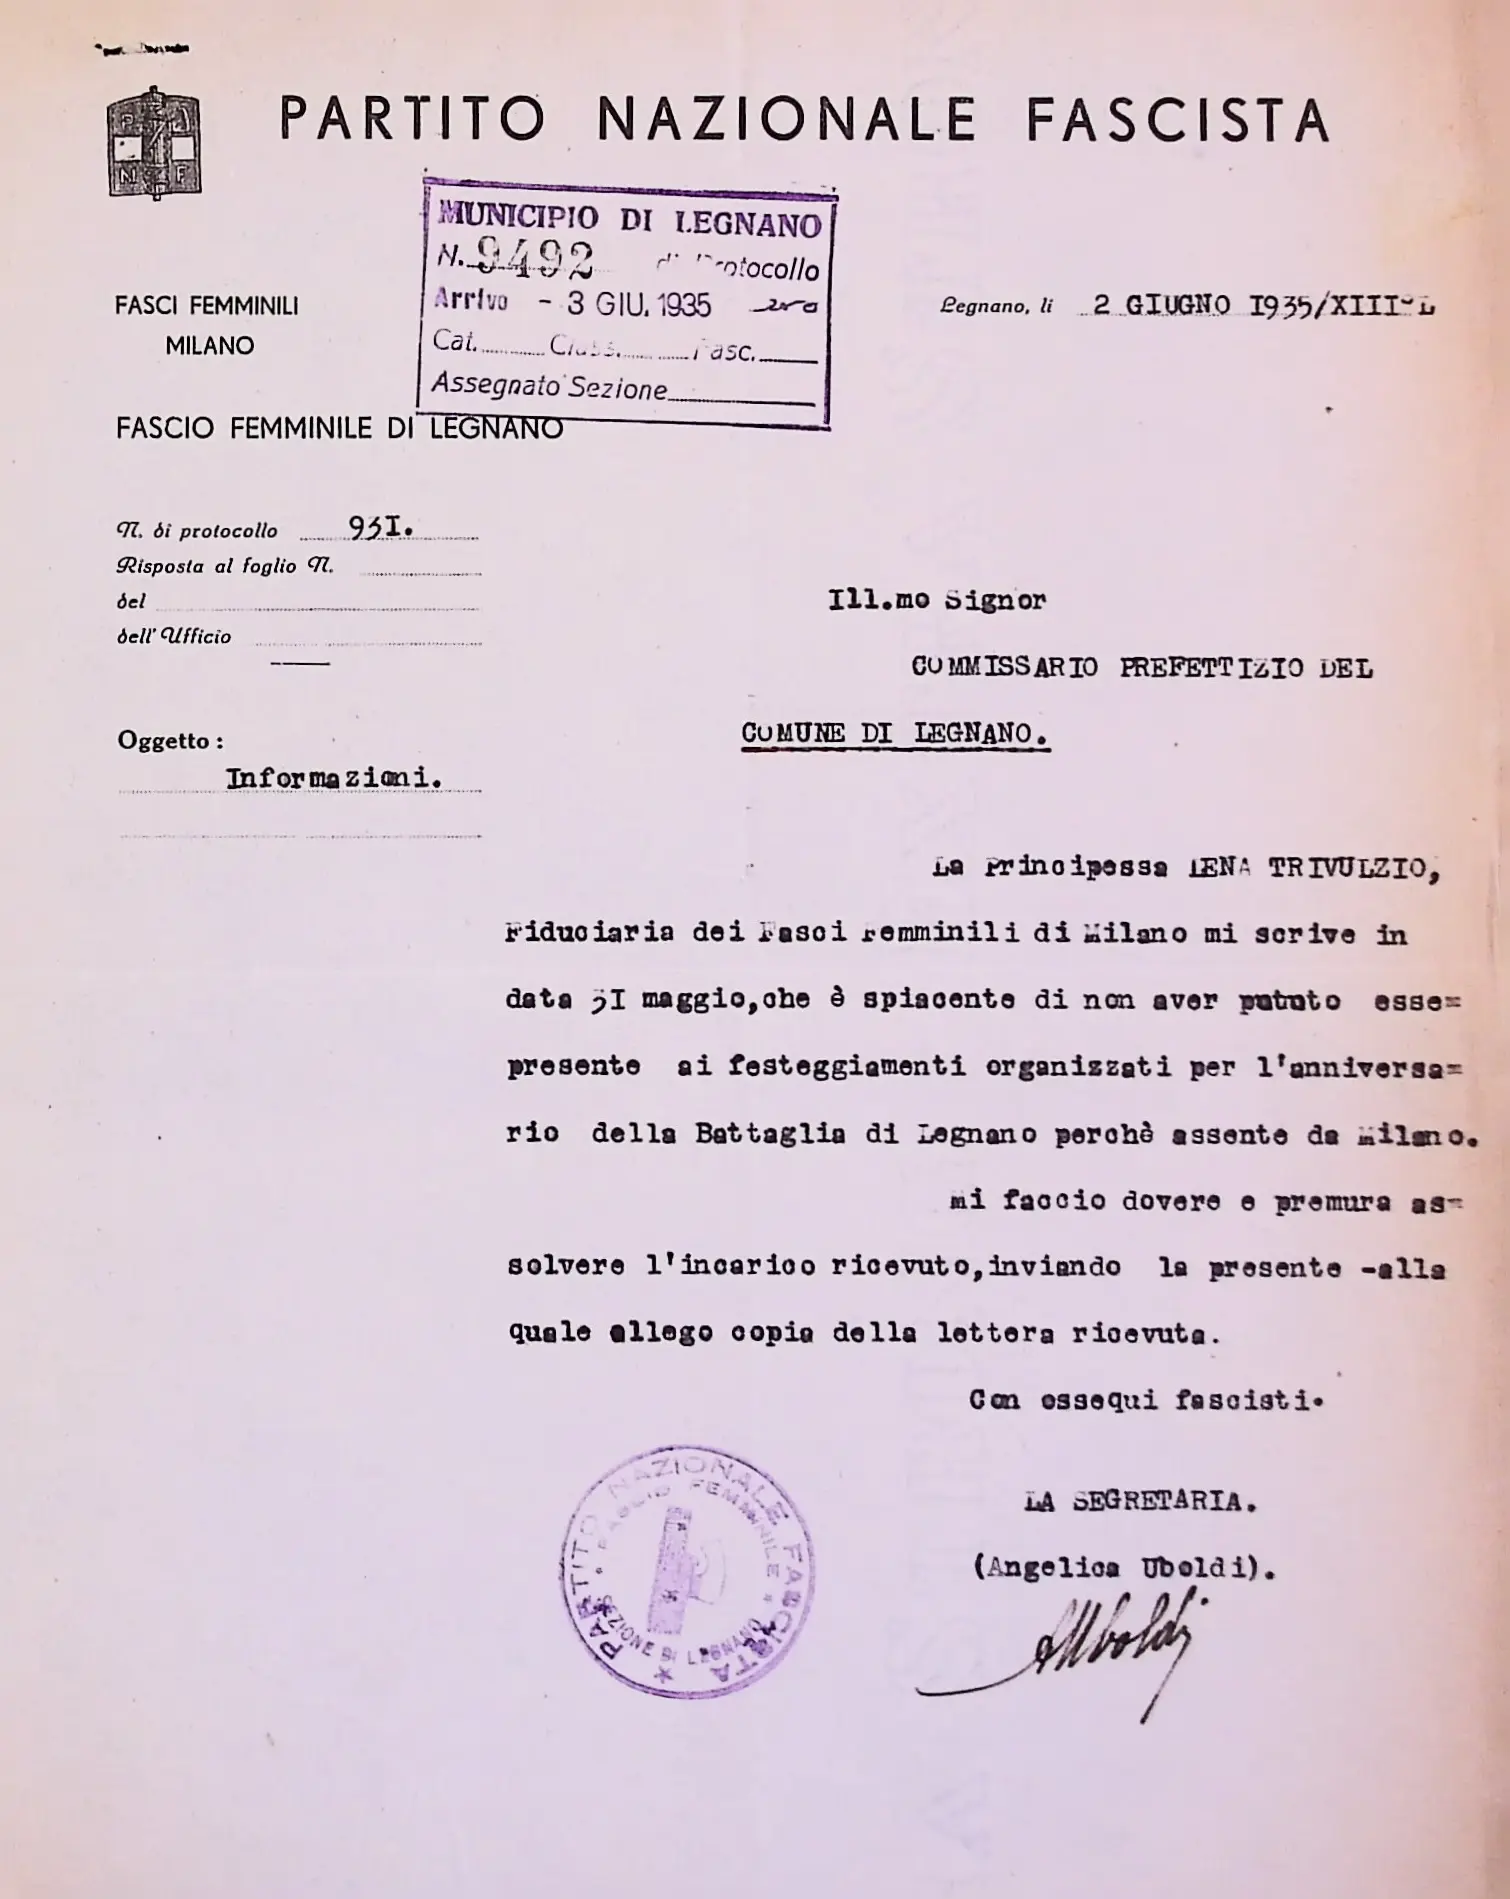 PARTITO NAZIONALE FASCISTA
P N F
MUNICIPIO DI LEGNANO
N. 9492 di Protocollo
Arrivo - 3 GIU. 1935
Cat. Class. Fasc.
Assegnato Sezione
FASCI FEMMINILI
MILANO
Legnano, li 2 GIUGNO I935/XIII°
FASCIO FEMMINILE DI LEGNANO
N. di protocollo 93I.
Risposta al foglio N.
del
dell' Ufficio
Ill.mo Signor
COMMISSARIO PREFETTIZIO DEL
COMUNE DI LEGNANO.
Oggetto :
Informazioni.
La Principessa LENA TRIVULZIO,
Fiduciaria dei Fasci Femminili di Milano mi scrive in
data 3I maggio,che è spiacente di non aver potuto esse=
presente ai festeggiamenti organizzati per l'anniversa=
rio della Battaglia di Legnano perchè assente da Milano.
Mi faccio dovere e premura as=
solvere l'incarico ricevuto,inviando la presente -alla
quale allego copia della lettera ricevuta.
Con ossequi fascisti.
LA SEGRETARIA.
(Angelica Uboldi).
AUboldi
PARTITO NAZIONALE FASCISTA
FASCIO FEMMINILE
SEZIONE DI LEGNANO